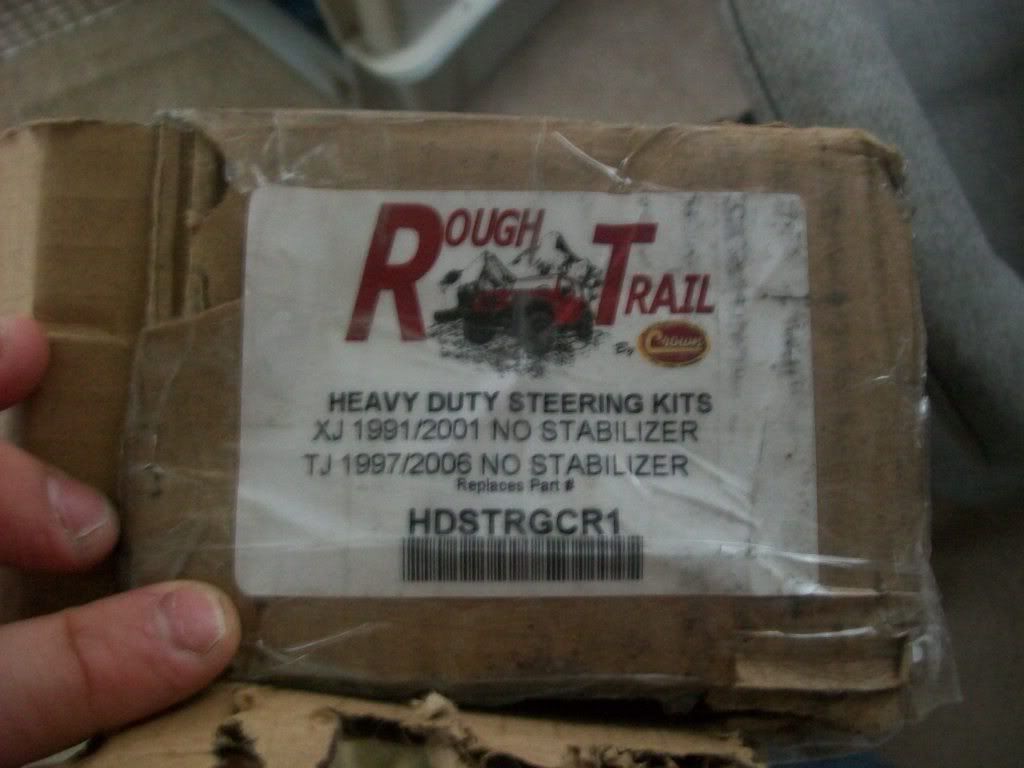 ROUGH TRAIL
By Crown
HEAVY DUTY STEERING KITS
XJ 1991/2001 NO STABILIZER
TJ 1997/2006 NO STABILIZER
Replaces Part #
HDSTRGCR1